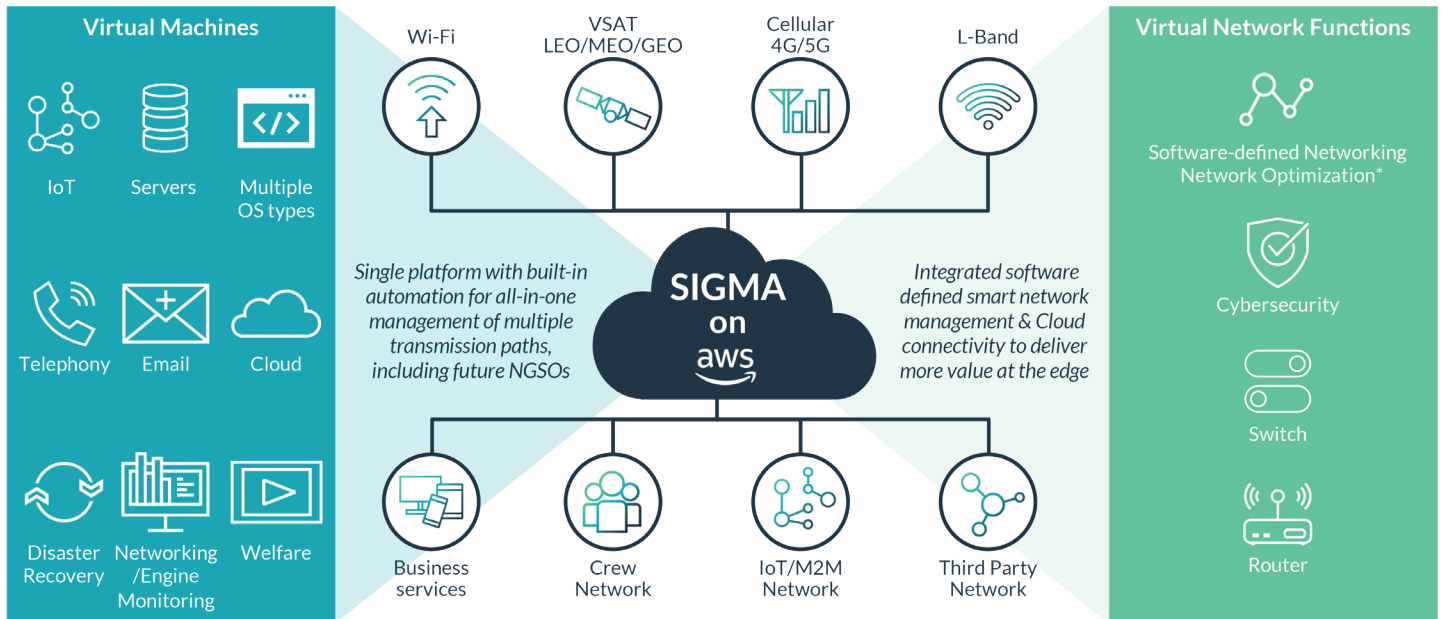 Virtual Machines
IoT
Servers
Multiple
OS types
Telephony
Email
Cloud
Disaster
Recovery
Networking
/Engine
Monitoring
Welfare
Wi-Fi
VSAT
LEO/MEO/GEO
Cellular
4G/5G
L-Band
Single platform with built-in
automation for all-in-one
management of multiple
transmission paths,
including future NGSOs
SIGMA
on
aws
Integrated software
defined smart network
management & Cloud
connectivity to deliver
more value at the edge
Business
services
Crew
Network
IoT/M2M
Network
Third Party
Network
Virtual Network Functions
Software-defined Networking
Network Optimization*
Cybersecurity
Switch
Router